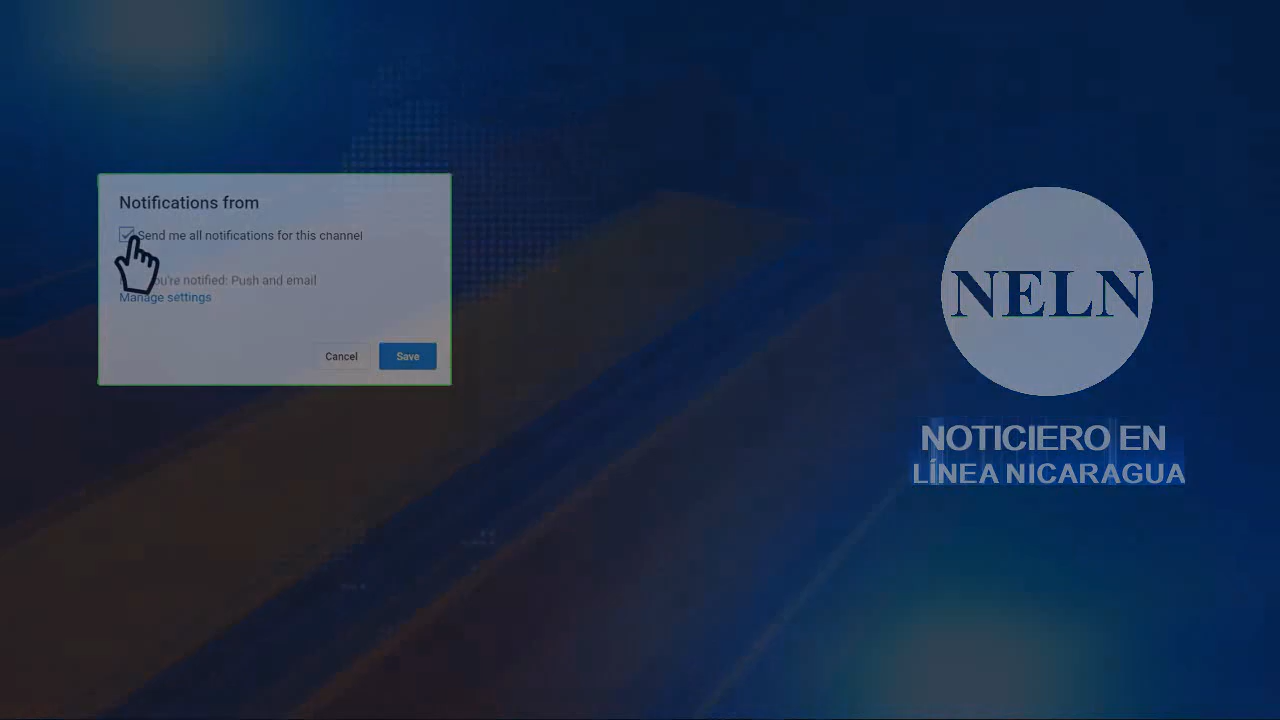 Notifications from
Send me all notifications for this channel
you're notified: Push and email
Manage settings
Cancel
Save
NELN
NOTICIERO EN
LÍNEA NICARAGUA